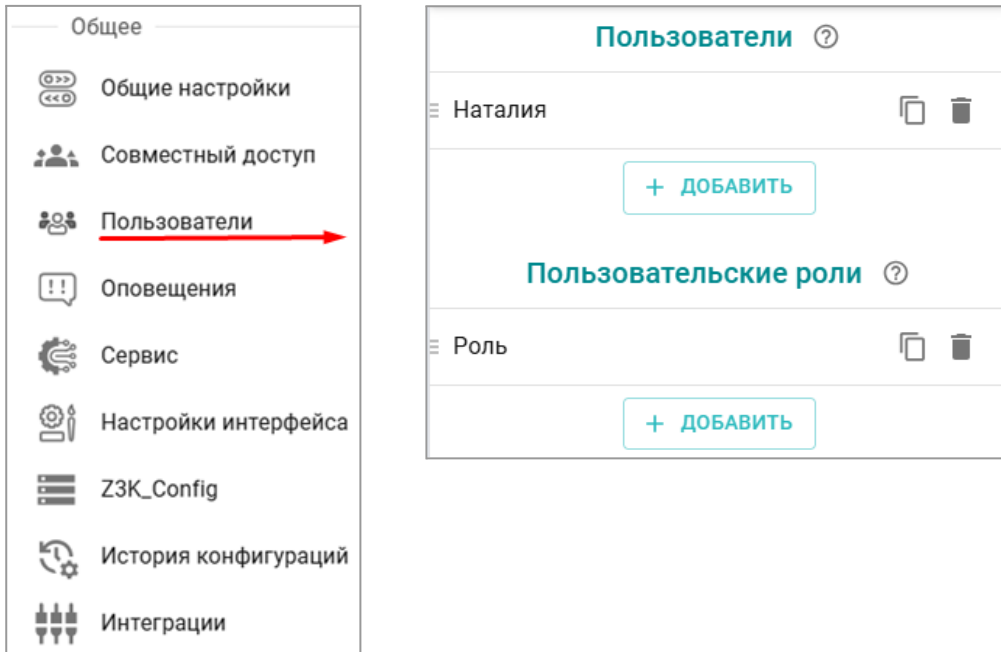 Общее
Общие настройки
Совместный доступ
Пользователи
Оповещения
Сервис
Настройки интерфейса
Z3K_Config
История конфигураций
Интеграции
Пользователи ?
Наталия
+ ДОБАВИТЬ
Пользовательские роли ?
Роль
+ ДОБАВИТЬ